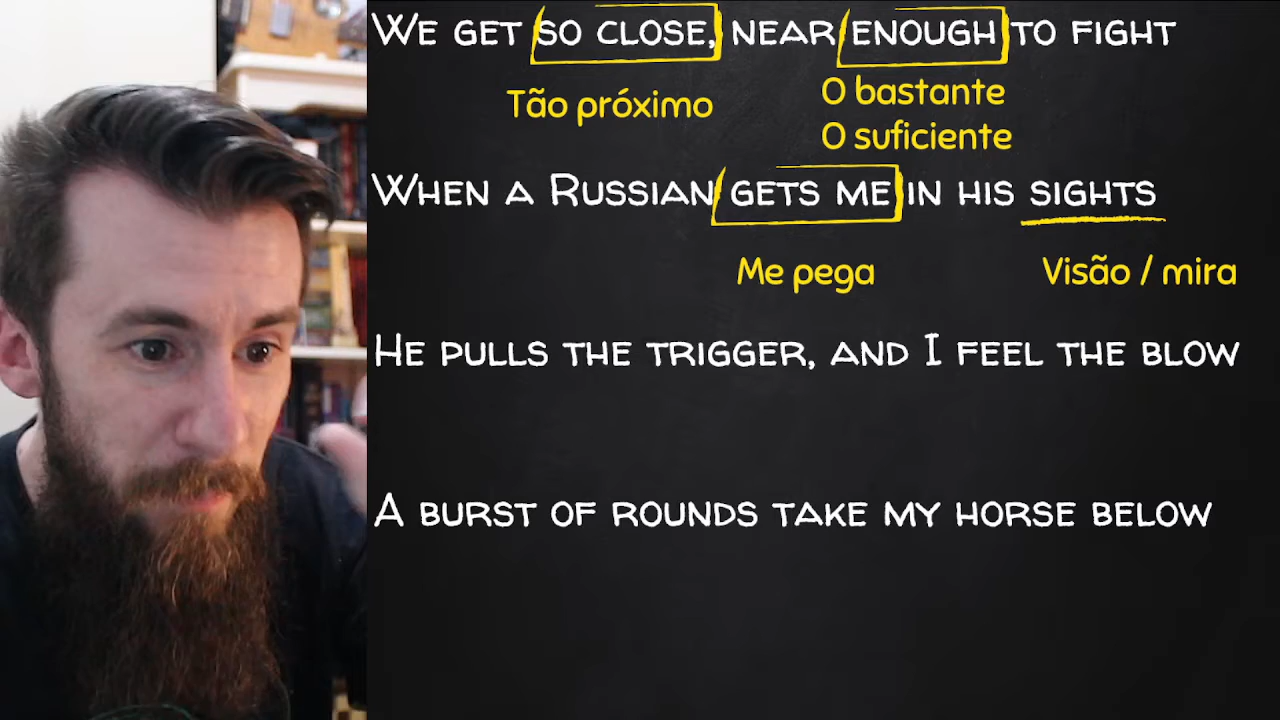 We get so close, near enough to fight
Tão próximo
O bastante
O suficiente
When a Russian gets me in his sights
Me pega
Visão / mira
He pulls the trigger, and I feel the blow
A burst of rounds take my horse below